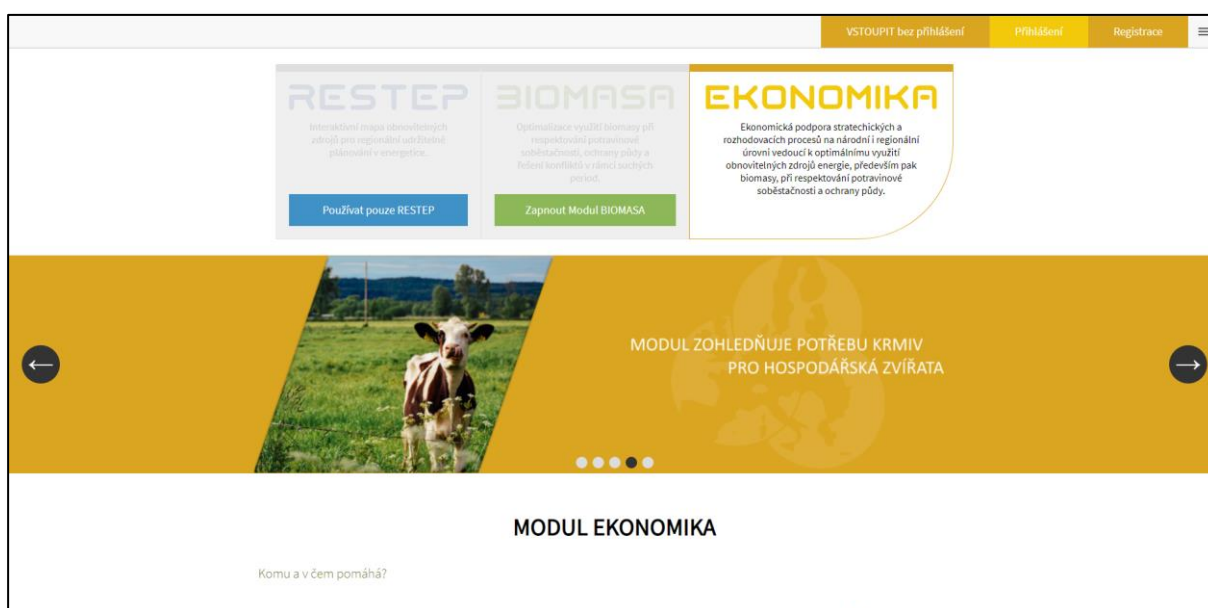 VSTOUPIT bez přihlášení
Přihlášení
Registrace
RESTEP
Interaktivní mapa obnovitelných
zdrojů pro regionální udržitelné
plánování v energetice.
Používat pouze RESTEP
BIOMASA
Optimalizace využití biomasy při
respektování potravinové
soběstačnosti, ochrany půdy a
řešení konfliktů v rámci suchých
period.
Zapnout Modul BIOMASA
EKONOMIKA
Ekonomická podpora stratechických a
rozhodovacích procesů na národní i regionální
úrovni vedoucí k optimálnímu využití
obnovitelných zdrojů energie, především pak
biomasy, při respektování potravinové
soběstačnosti a ochrany půdy.
MODUL ZOHLEDŇUJE POTŘEBU KRMIV
PRO HOSPODÁŘSKÁ ZVÍŘATA
MODUL EKONOMIKA
Komu a v čem pomáhá?